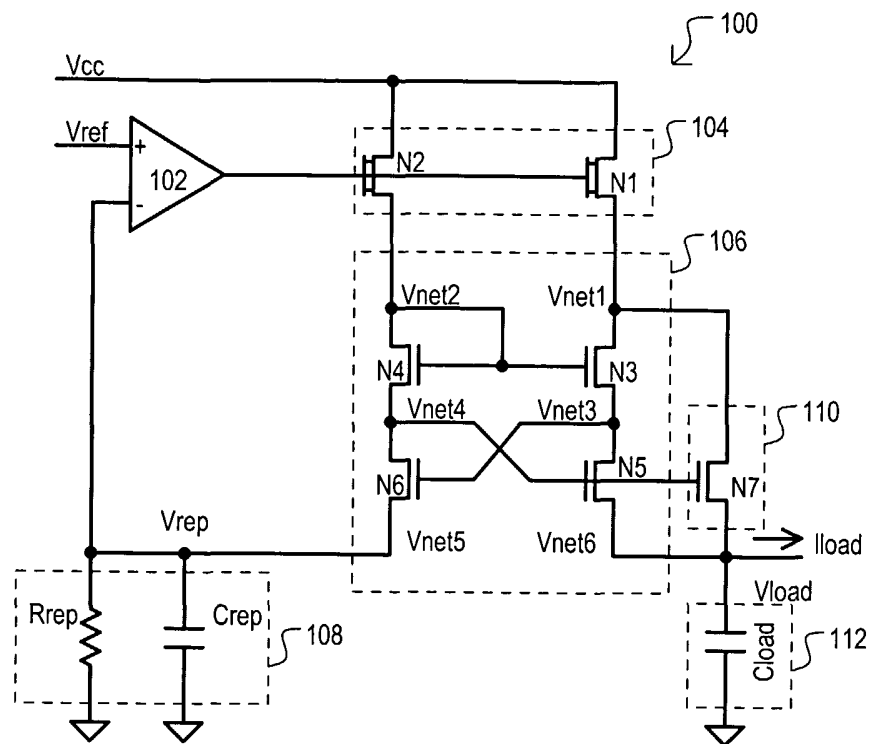 100
Vcc
104
Vref
+
102
-
N2
N1
106
Vnet2
Vnet1
N4
N3
110
Vnet4
Vnet3
N6
N5
N7
Vrep
Vnet5
Vnet6
Iload
Vload
Rrep
Crep
108
Cload
112